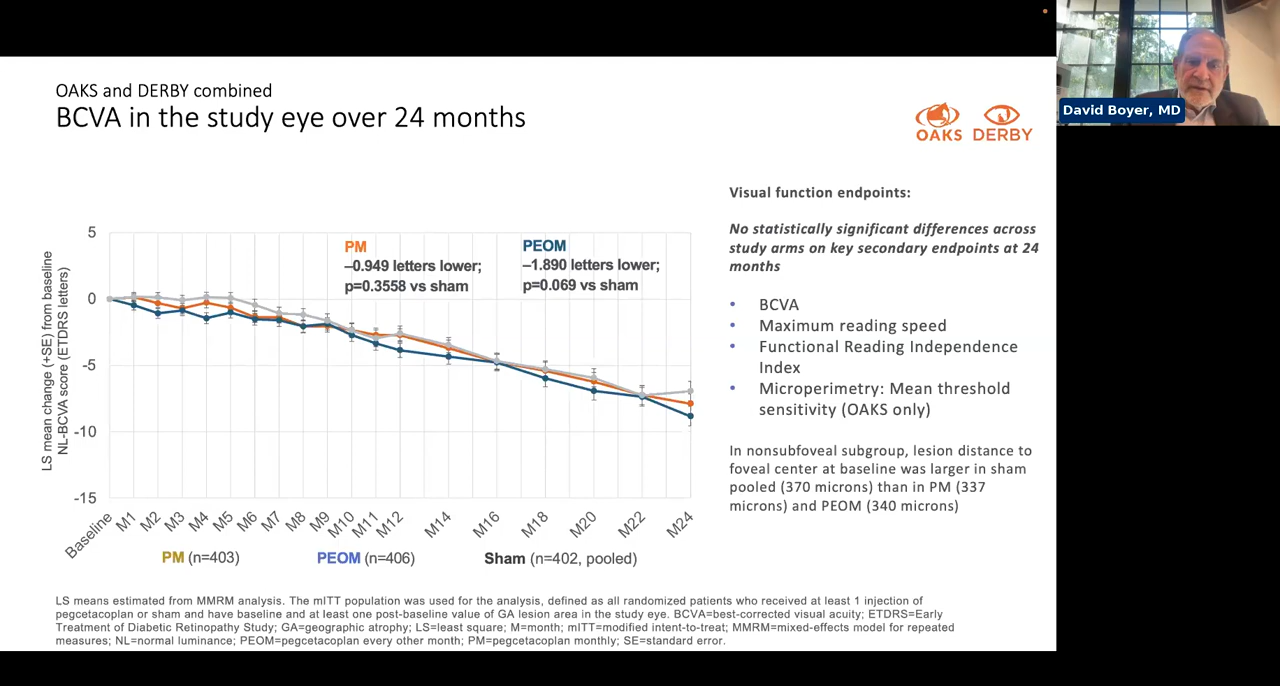 David Boyer, MD
OAKS and DERBY combined
BCVA in the study eye over 24 months
OAKS DERBY
LS mean change (+SE) from baseline
NL-BCVA score (ETDRS letters)
5
0
-5
-10
-15
PM
–0.949 letters lower;
p=0.3558 vs sham
PEOM
–1.890 letters lower;
p=0.069 vs sham
Baseline M1 M2 M3 M4 M5 M6 M7 M8 M9 M10 M11 M12 M14 M16 M18 M20 M22 M24
PM (n=403) PEOM (n=406) Sham (n=402, pooled)
Visual function endpoints:
No statistically significant differences across
study arms on key secondary endpoints at 24
months
• BCVA
• Maximum reading speed
• Functional Reading Independence
Index
• Microperimetry: Mean threshold
sensitivity (OAKS only)
In nonsubfoveal subgroup, lesion distance to
foveal center at baseline was larger in sham
pooled (370 microns) than in PM (337
microns) and PEOM (340 microns)
LS means estimated from MMRM analysis. The mITT population was used for the analysis, defined as all randomized patients who received at least 1 injection of
pegcetacoplan or sham and have baseline and at least one post-baseline value of GA lesion area in the study eye. BCVA=best-corrected visual acuity; ETDRS=Early
Treatment of Diabetic Retinopathy Study; GA=geographic atrophy; LS=least square; M=month; mITT=modified intent-to-treat; MMRM=mixed-effects model for repeated
measures; NL=normal luminance; PEOM=pegcetacoplan every other month; PM=pegcetacoplan monthly; SE=standard error.